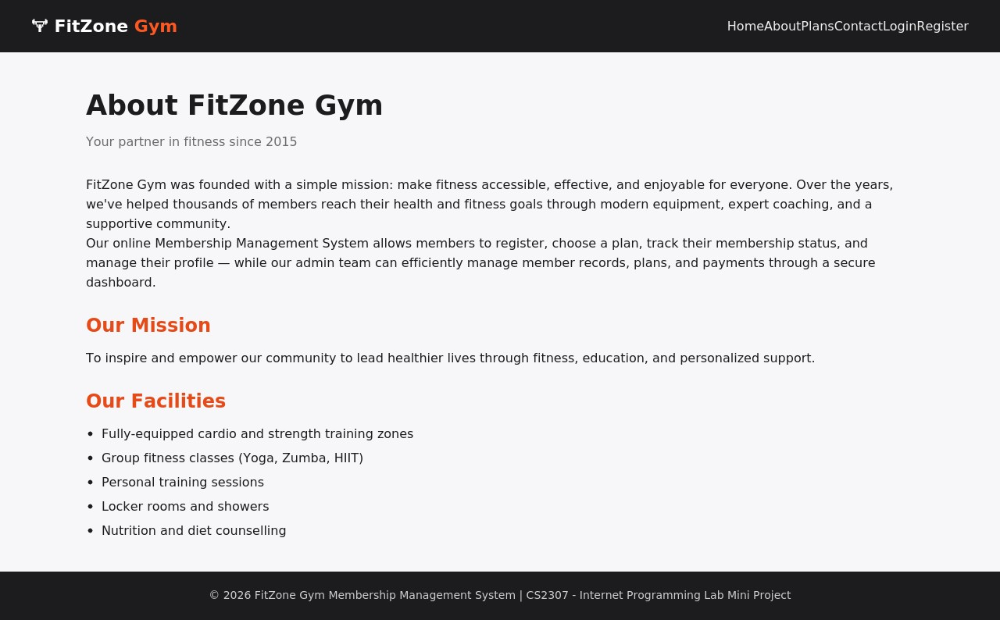 FitZone Gym
Home About Plans Contact Login Register
About FitZone Gym
Your partner in fitness since 2015
FitZone Gym was founded with a simple mission: make fitness accessible, effective, and enjoyable for everyone. Over the years,
we've helped thousands of members reach their health and fitness goals through modern equipment, expert coaching, and a
supportive community.
Our online Membership Management System allows members to register, choose a plan, track their membership status, and
manage their profile — while our admin team can efficiently manage member records, plans, and payments through a secure
dashboard.
Our Mission
To inspire and empower our community to lead healthier lives through fitness, education, and personalized support.
Our Facilities
• Fully-equipped cardio and strength training zones
• Group fitness classes (Yoga, Zumba, HIIT)
• Personal training sessions
• Locker rooms and showers
• Nutrition and diet counselling
© 2026 FitZone Gym Membership Management System | CS2307 - Internet Programming Lab Mini Project